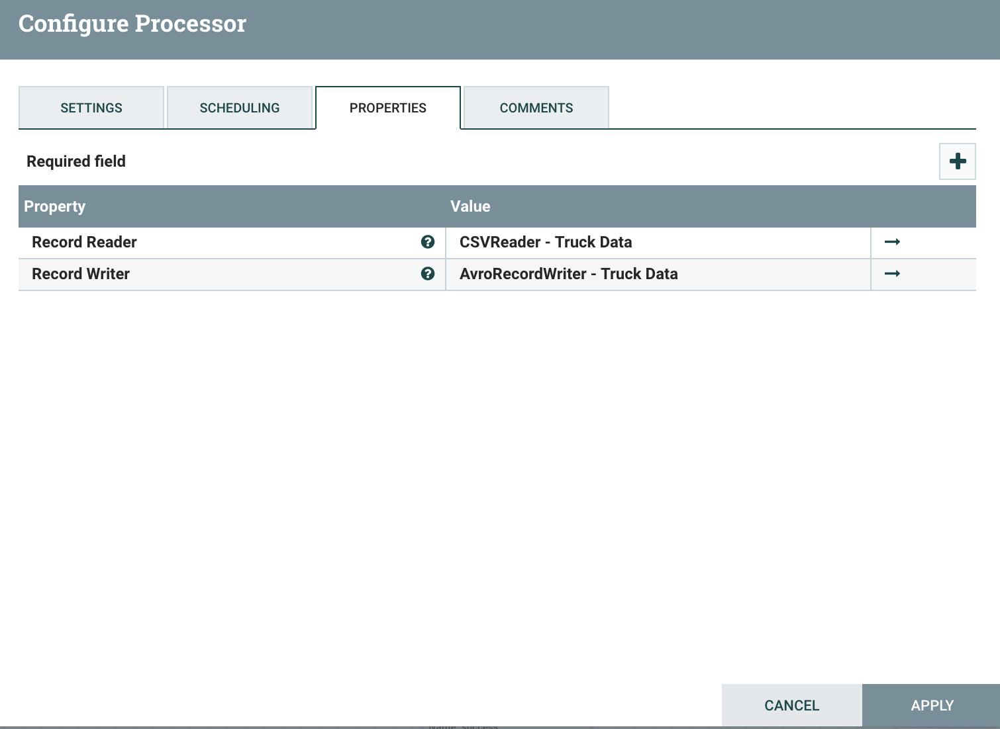 Configure Processor
SETTINGS SCHEDULING PROPERTIES COMMENTS
Required field
Property Value
Record Reader CSVReader - Truck Data
Record Writer AvroRecordWriter - Truck Data
CANCEL APPLY